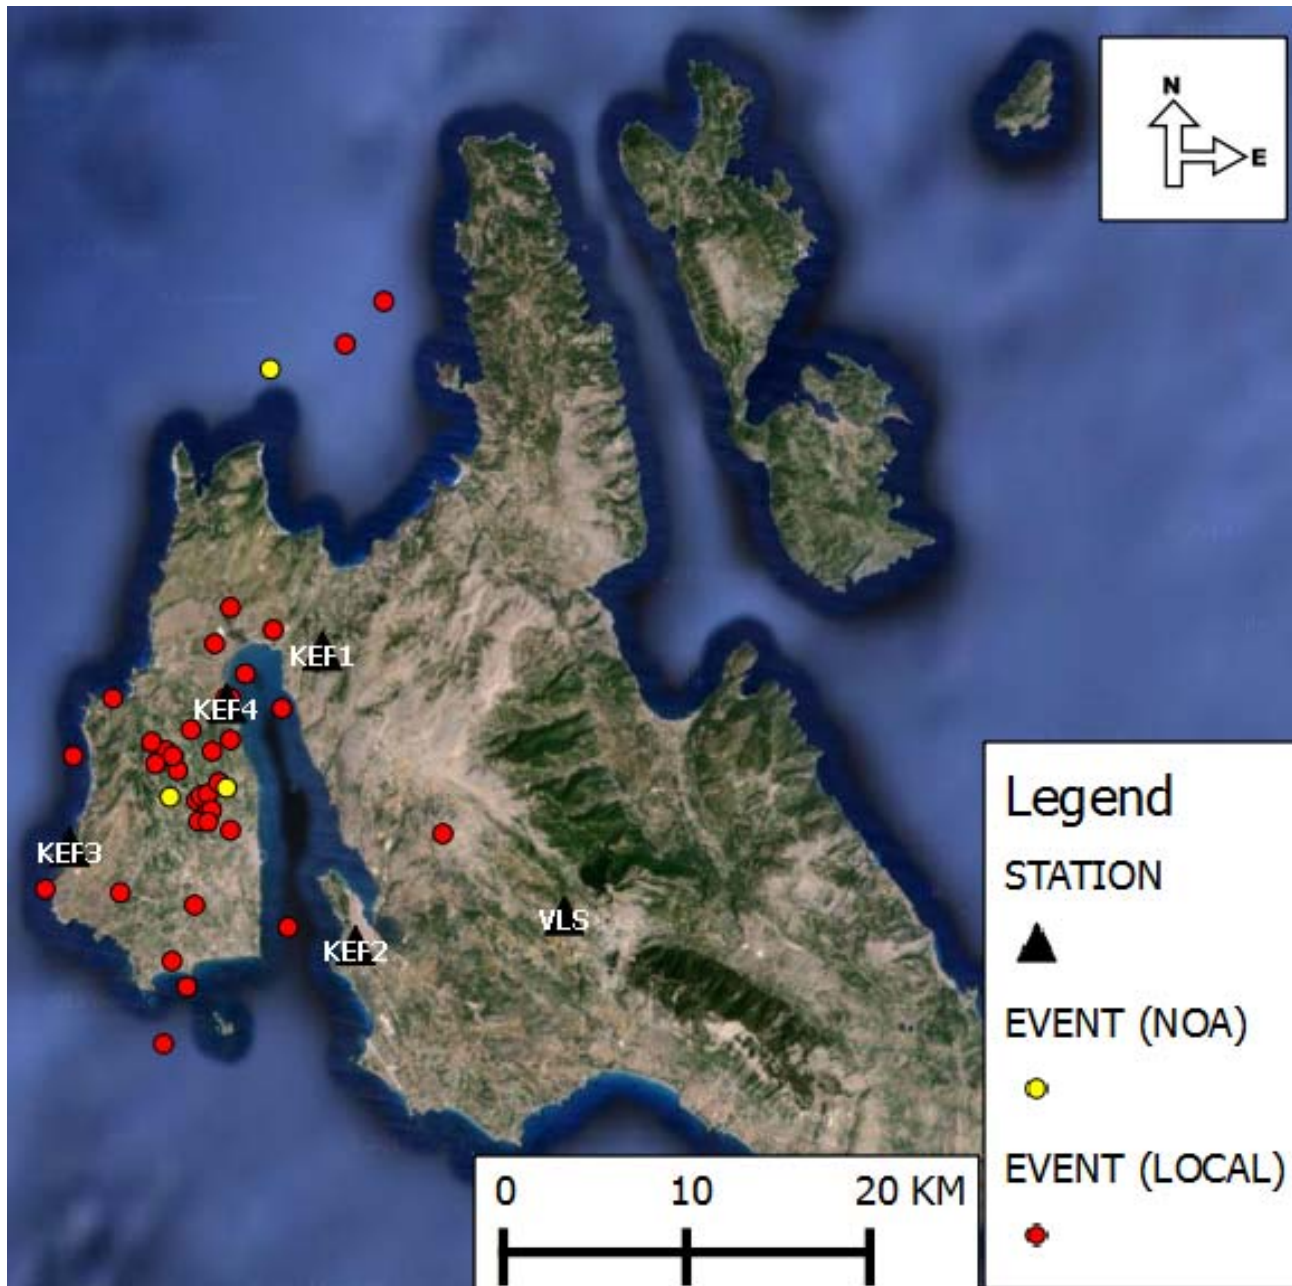 N
E
KEF1
KEF4
KEF3
VLS
KEF2
Legend
STATION
EVENT (NOA)
EVENT (LOCAL)
0 10 20 KM